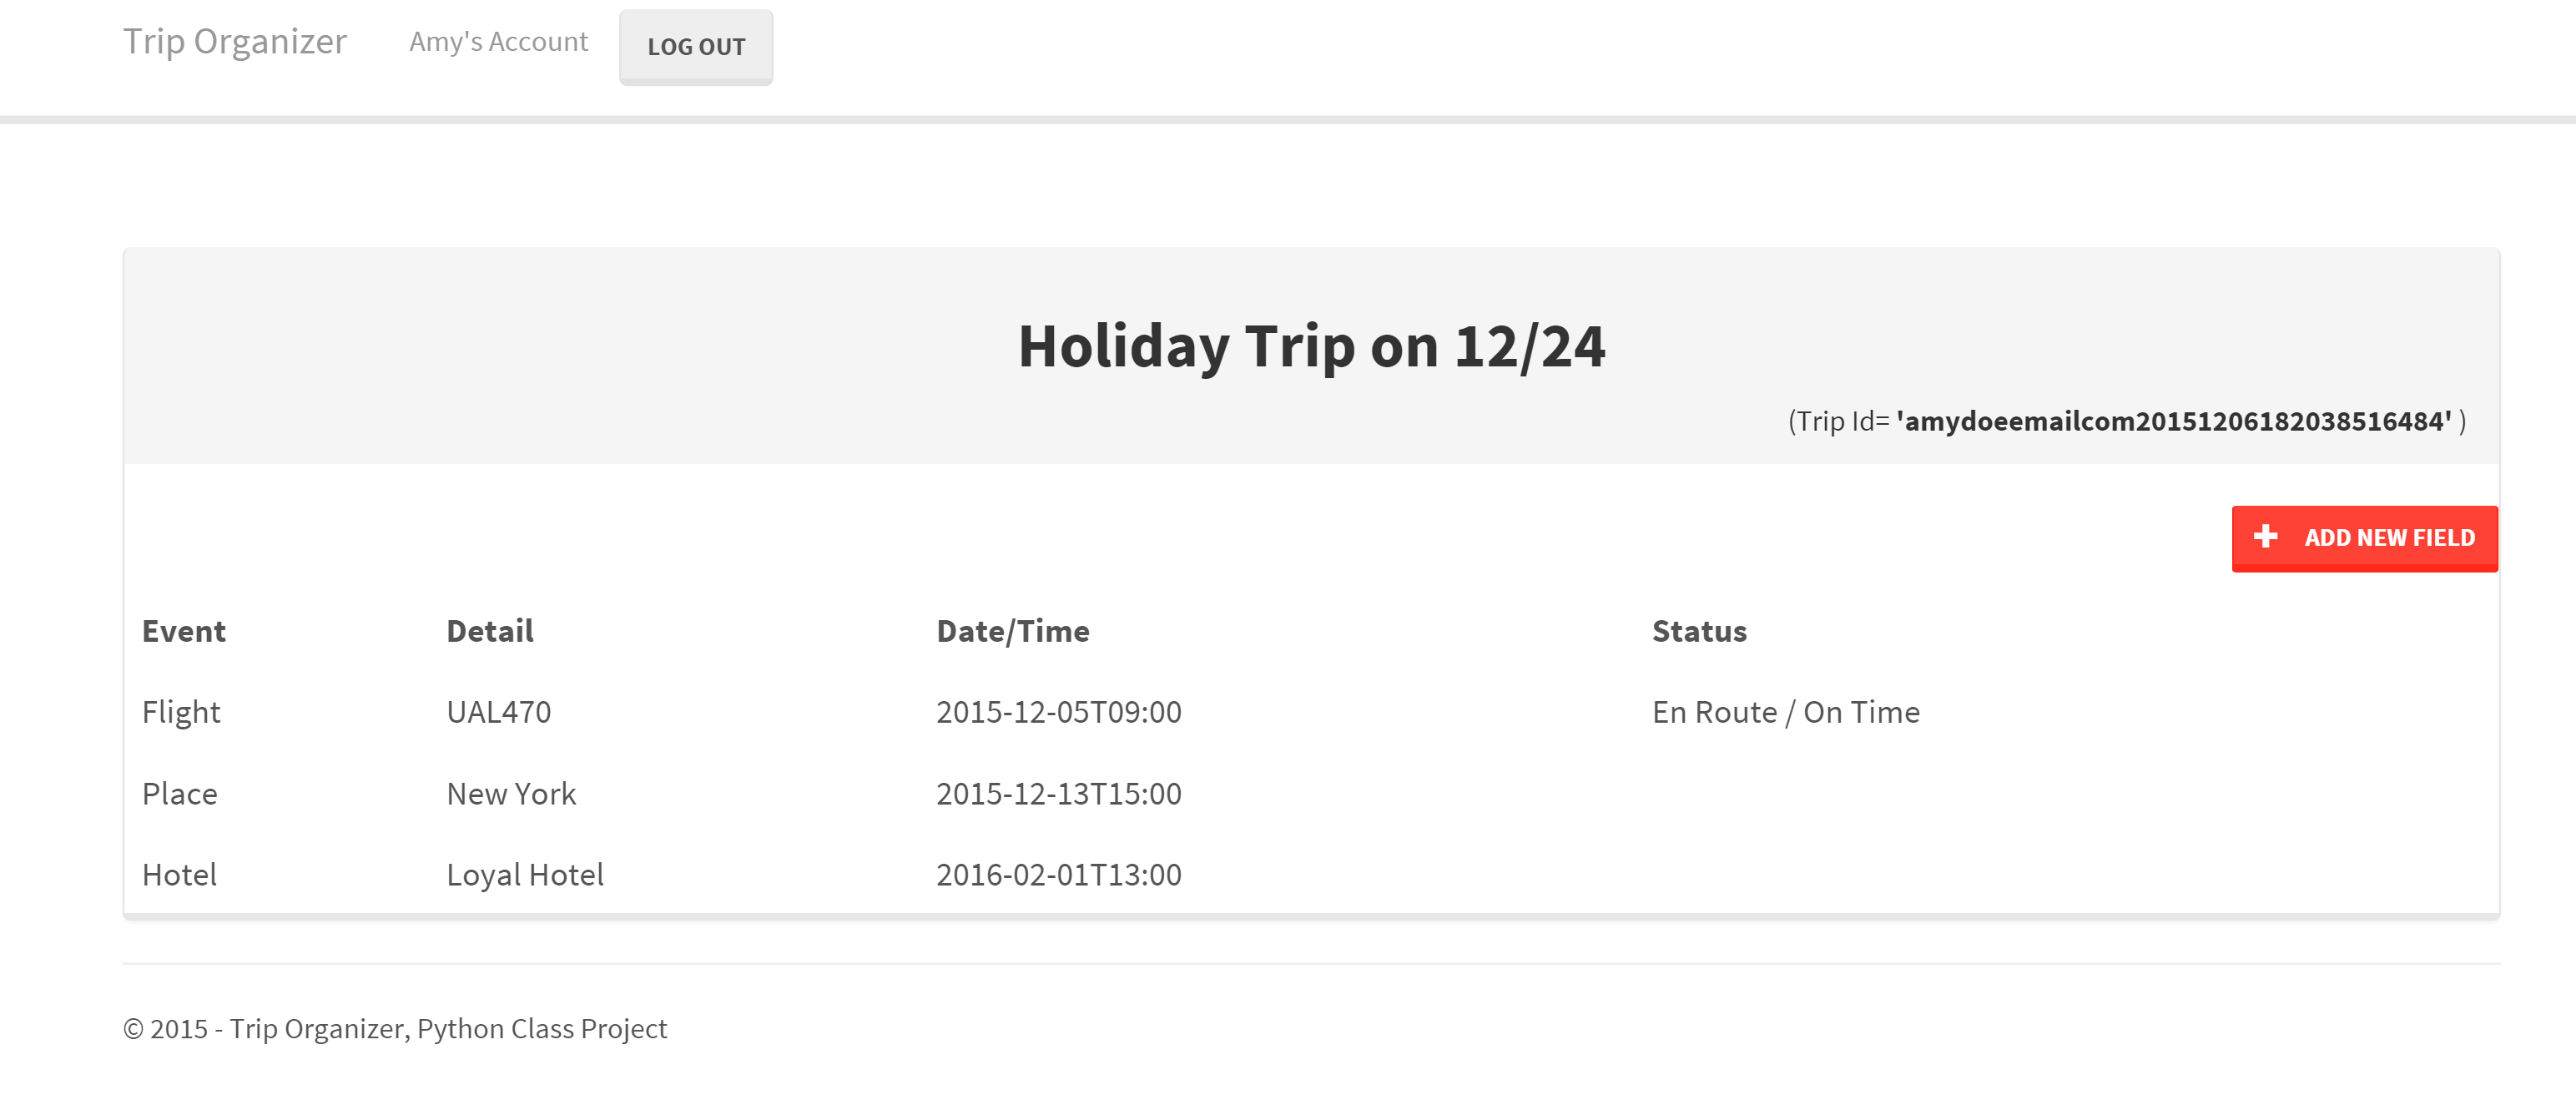 Trip Organizer Amy's Account LOG OUT
Holiday Trip on 12/24
(Trip Id= 'amydoeemailcom20151206182038516484' )
ADD NEW FIELD
Event Detail Date/Time Status
Flight UAL470 2015-12-05T09:00 En Route / On Time
Place New York 2015-12-13T15:00
Hotel Loyal Hotel 2016-02-01T13:00
© 2015 - Trip Organizer, Python Class Project